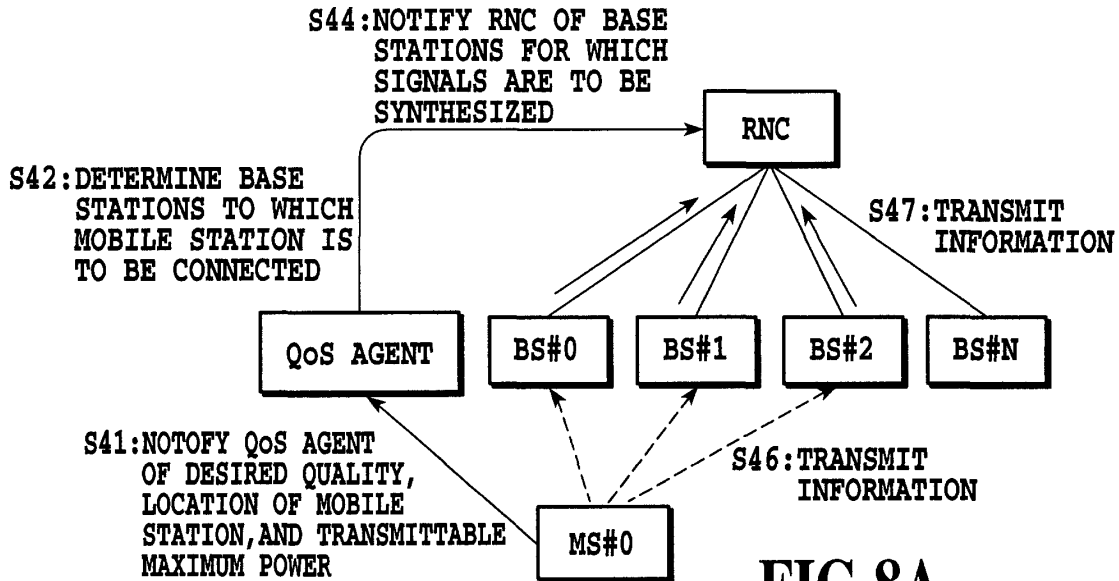 S44:NOTIFY RNC OF BASE
STATIONS FOR WHICH
SIGNALS ARE TO BE
SYNTHESIZED
RNC
S42:DETERMINE BASE
STATIONS TO WHICH
MOBILE STATION IS
TO BE CONNECTED
S47:TRANSMIT
INFORMATION
QoS AGENT
BS#0
BS#1
BS#2
BS#N
S41:NOTOFY QoS AGENT
OF DESIRED QUALITY,
LOCATION OF MOBILE
STATION,AND TRANSMITTABLE
MAXIMUM POWER
S46:TRANSMIT
INFORMATION
MS#0
FIG.8A